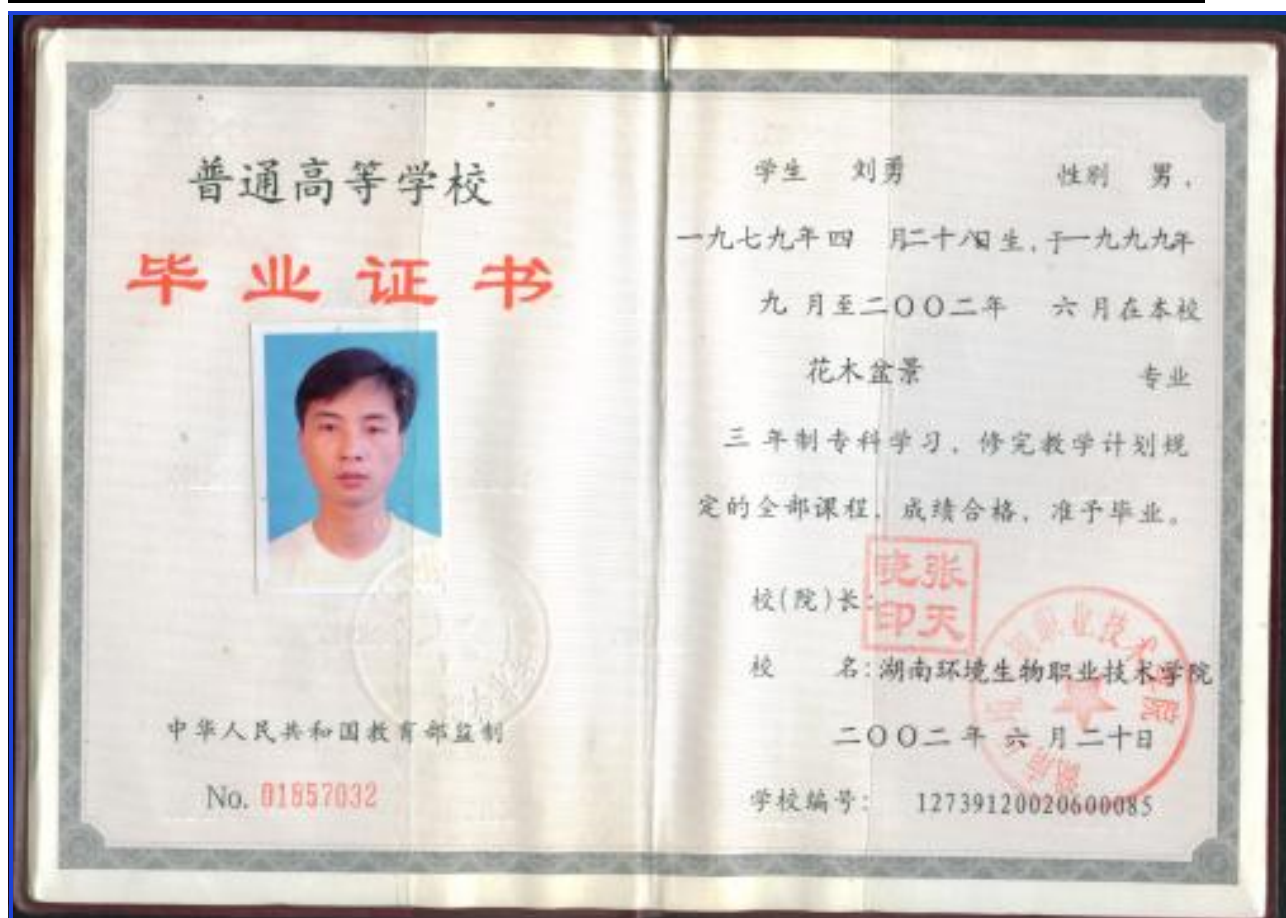 普通高等学校
毕业证书
中华人民共和国教育部监制
No. 01857032
学生 刘勇 性别 男,
一九七九年四 月二十八日生,于一九九九年
九 月至二〇〇二年 六 月在本校
花木盆景 专业
三 年制专科学习,修完教学计划规
定的全部课程,成绩合格,准予毕业。
校(院)长:
张天晓印
校 名:湖南环境生物职业技术学院
二〇〇二年 六 月二十日
学校编号: 12739120020600085